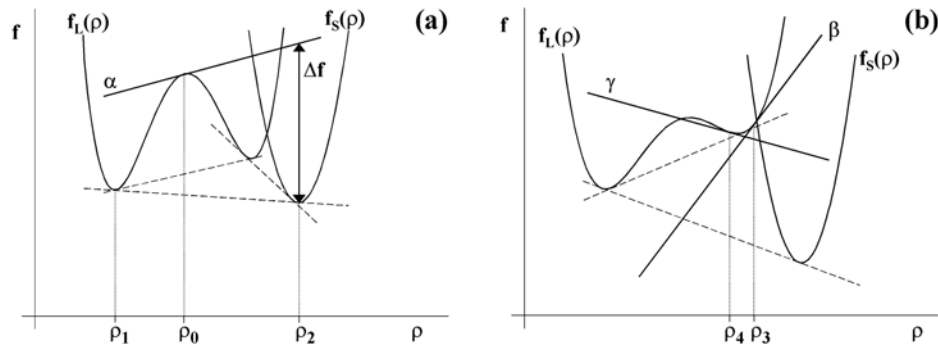 f
f_L(ρ)
f_S(ρ)
(a)
α
Δf
ρ₁
ρ₀
ρ₂
ρ
f
f_L(ρ)
β
(b)
f_S(ρ)
γ
ρ₄
ρ₃
ρ